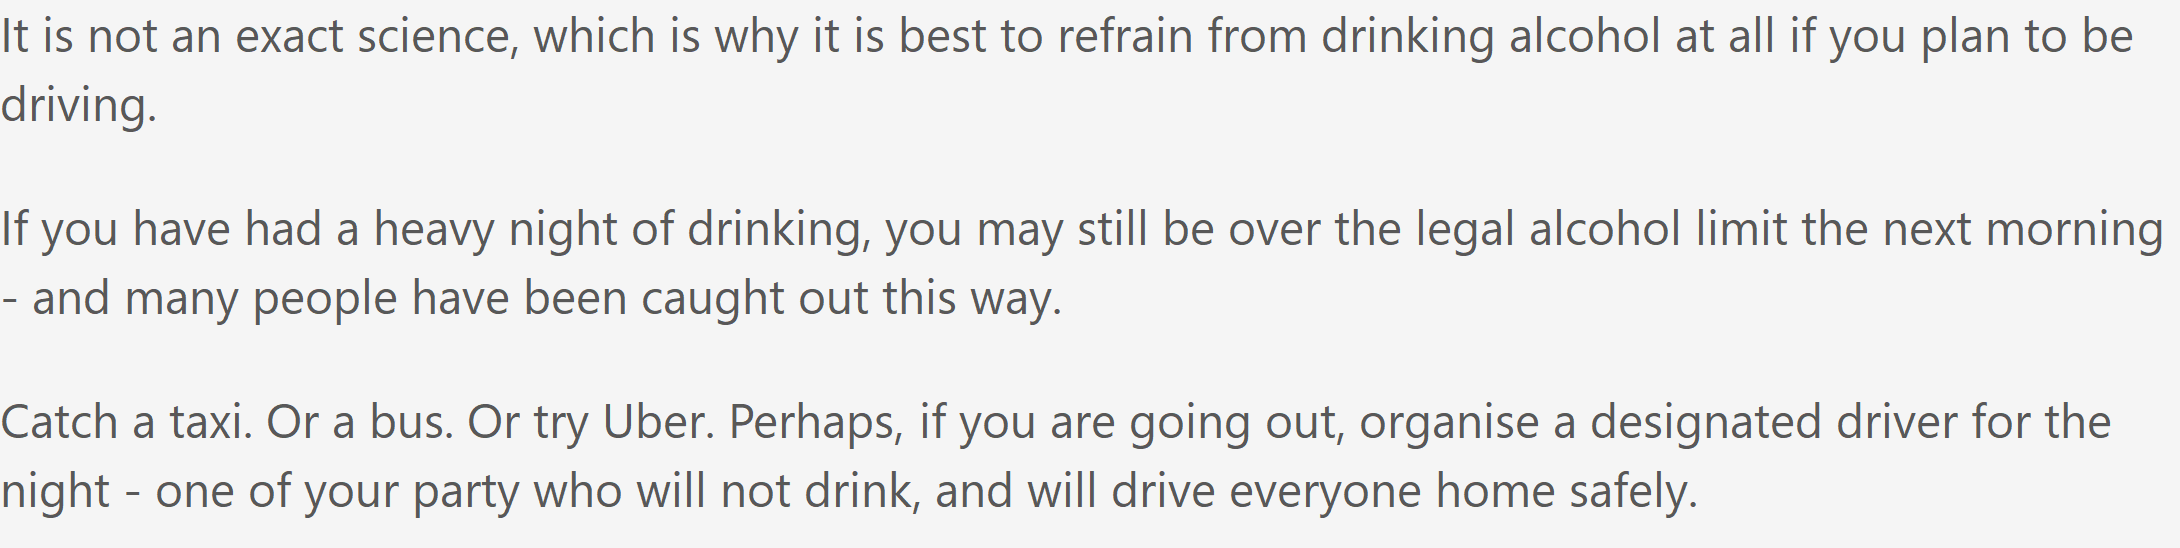 It is not an exact science, which is why it is best to refrain from drinking alcohol at all if you plan to be
driving.
If you have had a heavy night of drinking, you may still be over the legal alcohol limit the next morning
- and many people have been caught out this way.
Catch a taxi. Or a bus. Or try Uber. Perhaps, if you are going out, organise a designated driver for the
night - one of your party who will not drink, and will drive everyone home safely.